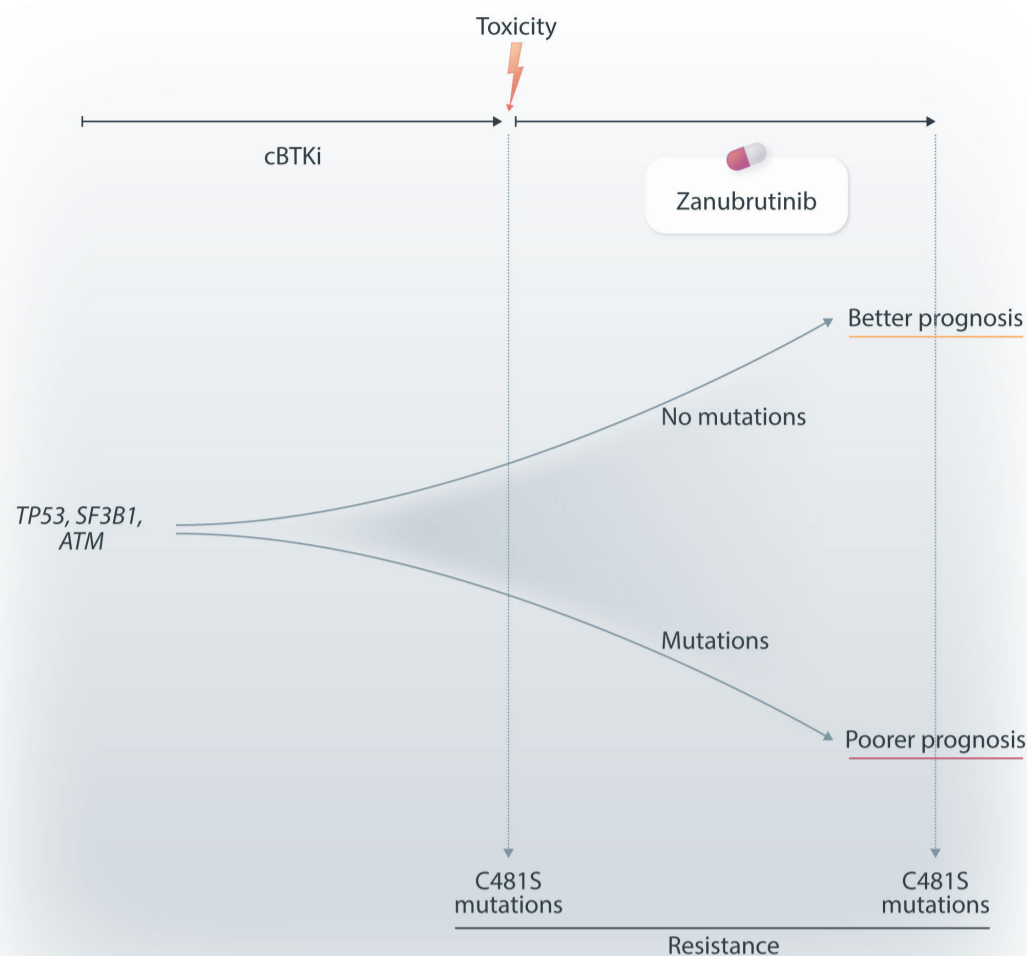 Toxicity
cBTKi
Zanubrutinib
Better prognosis
No mutations
TP53, SF3B1,
ATM
Mutations
Poorer prognosis
C481S
mutations
C481S
mutations
Resistance